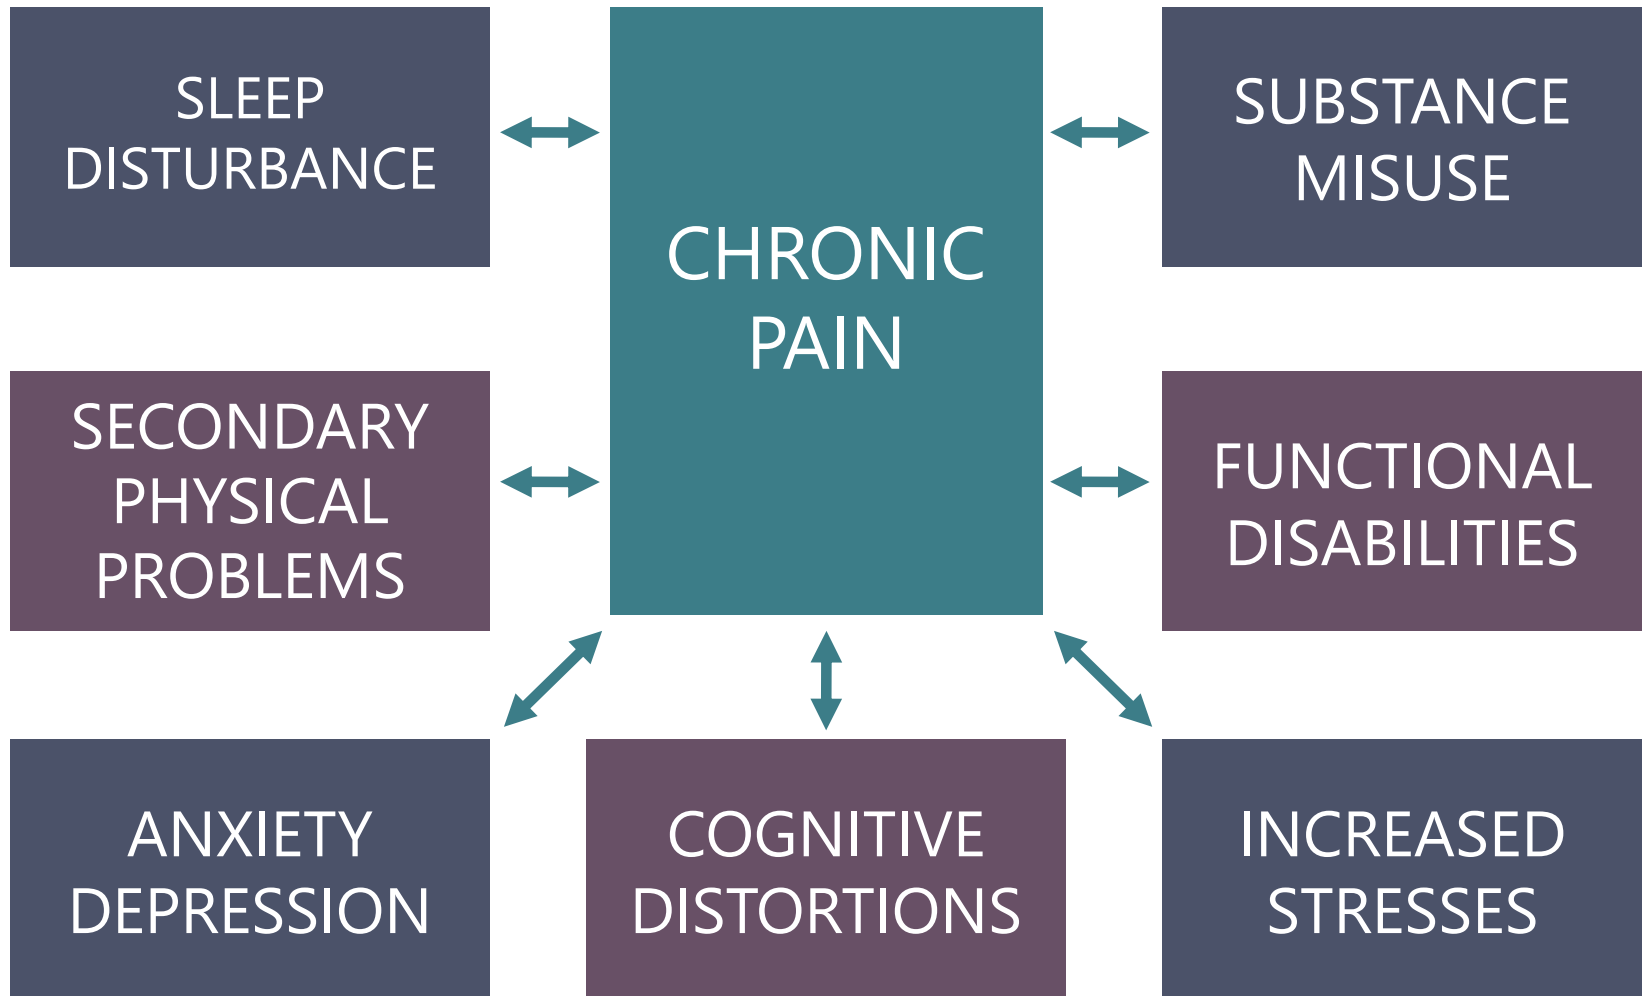 SLEEP
DISTURBANCE
CHRONIC
PAIN
SUBSTANCE
MISUSE
SECONDARY
PHYSICAL
PROBLEMS
FUNCTIONAL
DISABILITIES
ANXIETY
DEPRESSION
COGNITIVE
DISTORTIONS
INCREASED
STRESSES